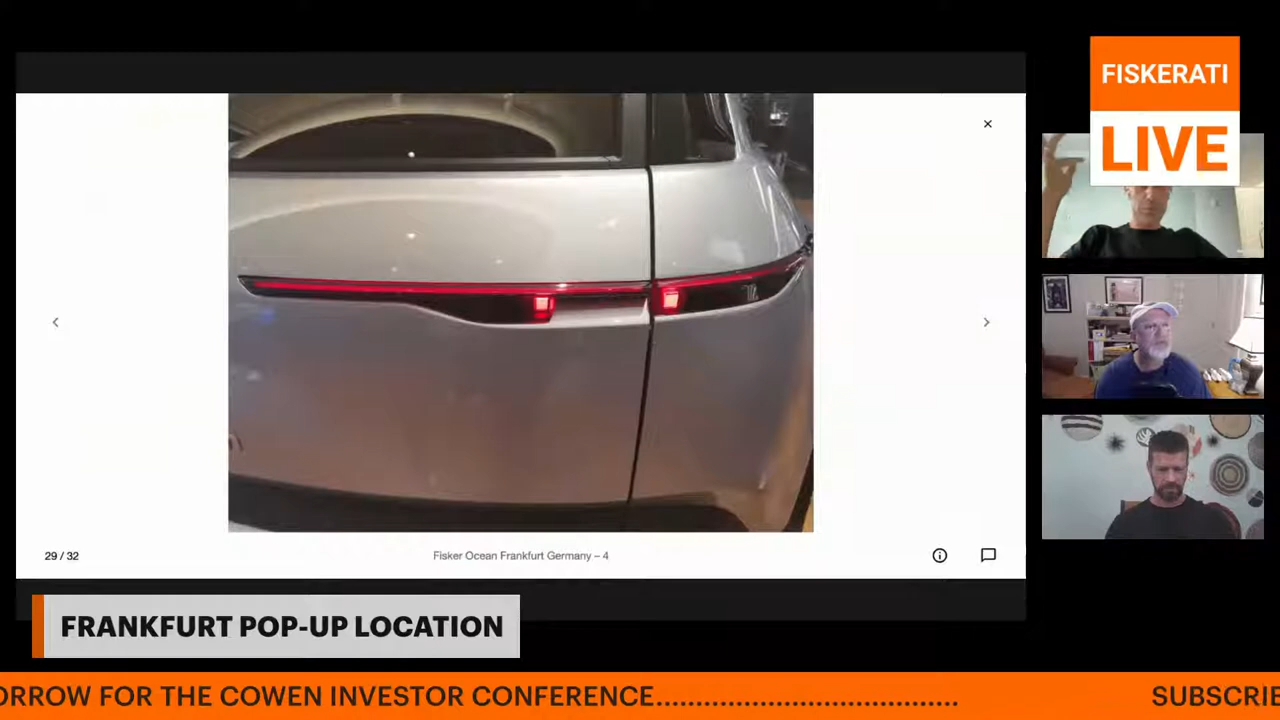 FISKERATI
LIVE
29 / 32
Fisker Ocean Frankfurt Germany – 4
FRANKFURT POP-UP LOCATION
ORROW FOR THE COWEN INVESTOR CONFERENCE....................................
SUBSCRIE